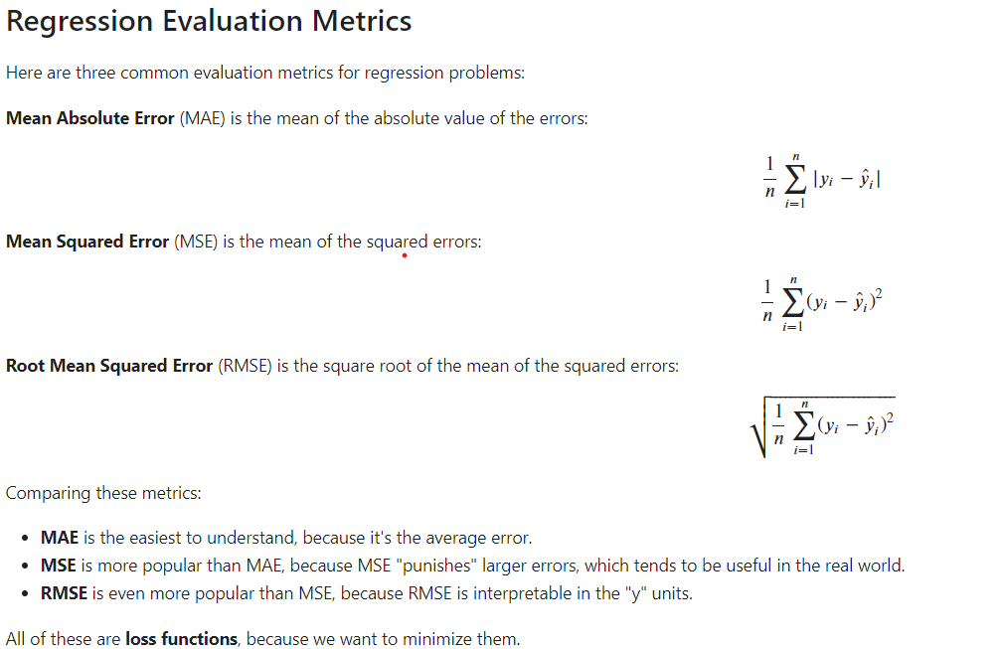 Regression Evaluation Metrics
Here are three common evaluation metrics for regression problems:
Mean Absolute Error (MAE) is the mean of the absolute value of the errors:
$\frac{1}{n} \sum_{i=1}^{n} |y_i - \hat{y}_i|$
Mean Squared Error (MSE) is the mean of the squared errors:
$\frac{1}{n} \sum_{i=1}^{n} (y_i - \hat{y}_i)^2$
Root Mean Squared Error (RMSE) is the square root of the mean of the squared errors:
$\sqrt{\frac{1}{n} \sum_{i=1}^{n} (y_i - \hat{y}_i)^2}$
Comparing these metrics:
• MAE is the easiest to understand, because it's the average error.
• MSE is more popular than MAE, because MSE "punishes" larger errors, which tends to be useful in the real world.
• RMSE is even more popular than MSE, because RMSE is interpretable in the "y" units.
All of these are loss functions, because we want to minimize them.